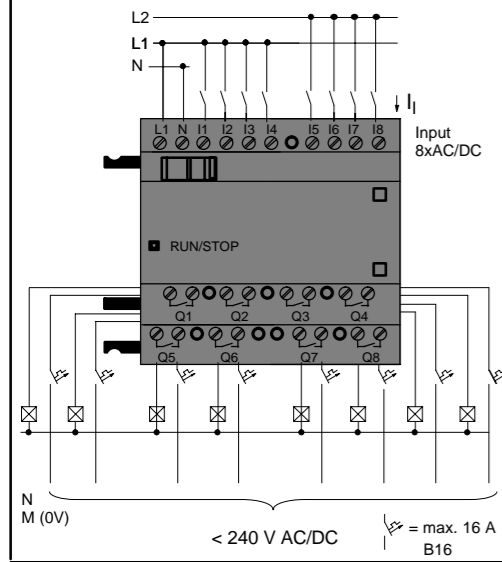 L2
L1
N
I_I
L1 N I1 I2 I3 I4 I5 I6 I7 I8
Input
8xAC/DC
RUN/STOP
Q1 Q2 Q3 Q4
Q5 Q6 Q7 Q8
N
M (0V)
< 240 V AC/DC
= max. 16 A
B16